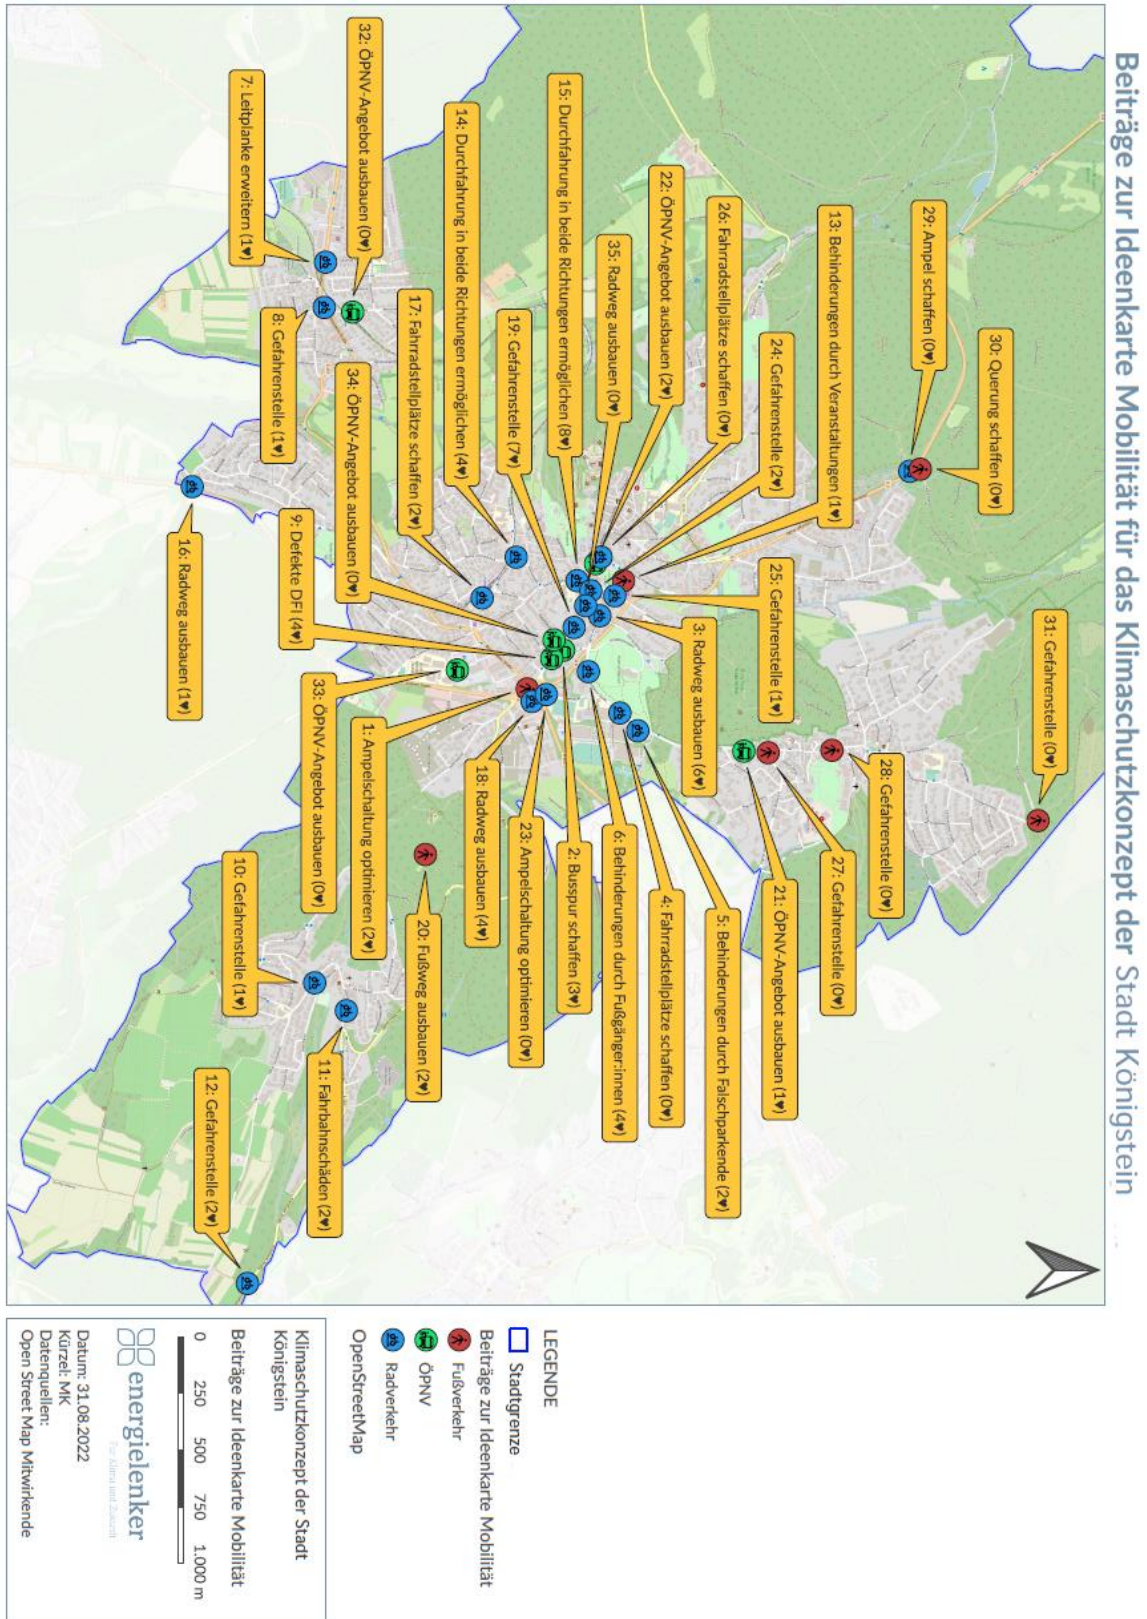 Beiträge zur Ideenkarte Mobilität für das Klimaschutzkonzept der Stadt Königstein
30: Querung schaffen (0♥)
31: Gefahrenstelle (0♥)
29: Ampel schaffen (0♥)
28: Gefahrenstelle (0♥)
13: Behinderungen durch Veranstaltungen (1♥)
27: Gefahrenstelle (0♥)
24: Gefahrenstelle (2♥)
25: Gefahrenstelle (1♥)
21: ÖPNV-Angebot ausbauen (1♥)
26: Fahrradstellplätze schaffen (0♥)
3: Radweg ausbauen (6♥)
5: Behinderungen durch Falschparkende (2♥)
22: ÖPNV-Angebot ausbauen (2♥)
4: Fahrradstellplätze schaffen (0♥)
35: Radweg ausbauen (0♥)
6: Behinderungen durch Fußgänger:innen (4♥)
15: Durchfahrung in beide Richtungen ermöglichen (8♥)
2: Busspur schaffen (3♥)
19: Gefahrenstelle (7♥)
23: Ampelschaltung optimieren (0♥)
14: Durchfahrung in beide Richtungen ermöglichen (4♥)
18: Radweg ausbauen (4♥)
17: Fahrradstellplätze schaffen (2♥)
20: Fußweg ausbauen (2♥)
32: ÖPNV-Angebot ausbauen (0♥)
34: ÖPNV-Angebot ausbauen (0♥)
1: Ampelschaltung optimieren (2♥)
9: Defekte DFI (4♥)
33: ÖPNV-Angebot ausbauen (0♥)
11: Fahrbahnschäden (2♥)
8: Gefahrenstelle (1♥)
7: Leitplanke erweitern (1♥)
10: Gefahrenstelle (1♥)
12: Gefahrenstelle (2♥)
16: Radweg ausbauen (1♥)
LEGENDE
Stadtgrenze
Beiträge zur Ideenkarte Mobilität
Fußverkehr
ÖPNV
Radverkehr
OpenStreetMap
Klimaschutzkonzept der Stadt
Königstein
Beiträge zur Ideenkarte Mobilität
0 250 500 750 1.000 m
energielenker
Für Klima und Zukunft
Datum: 31.08.2022
Kürzel: MK
Datenquellen:
Open Street Map Mitwirkende